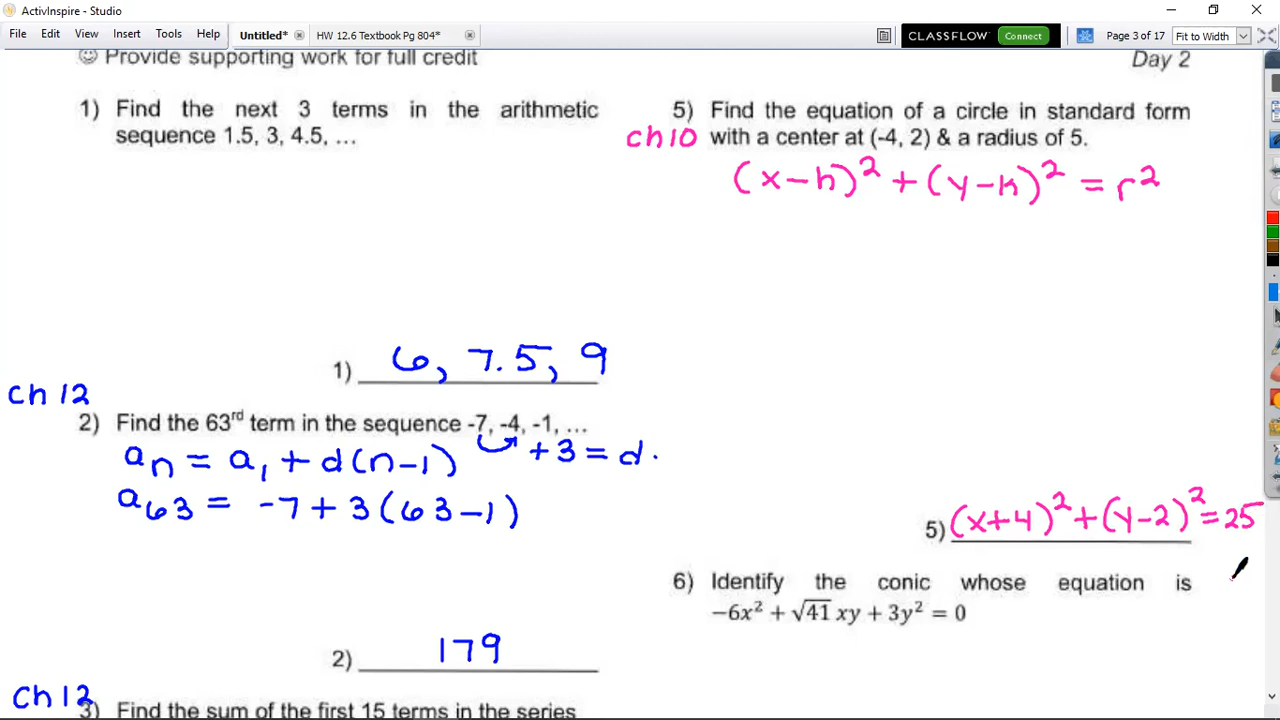 ActivInspire - Studio
File Edit View Insert Tools Help
Untitled* HW 12.6 Textbook Pg 804*
CLASSFLOW Connect
Page 3 of 17
Fit to Width
Provide supporting work for full credit
Day 2
1) Find the next 3 terms in the arithmetic
sequence 1.5, 3, 4.5, ...
1) 6, 7.5, 9
ch 12
2) Find the 63rd term in the sequence -7, -4, -1, ...
+3 = d.
aₙ = a₁ + d(n-1)
a₆₃ = -7 + 3(63-1)
2) 179
ch 12
3) Find the sum of the first 15 terms in the series
5) Find the equation of a circle in standard form
ch 10 with a center at (-4, 2) & a radius of 5.
(x-h)² + (y-k)² = r²
5) (x+4)² + (y-2)² = 25
6) Identify the conic whose equation is
−6x² + √41 xy + 3y² = 0